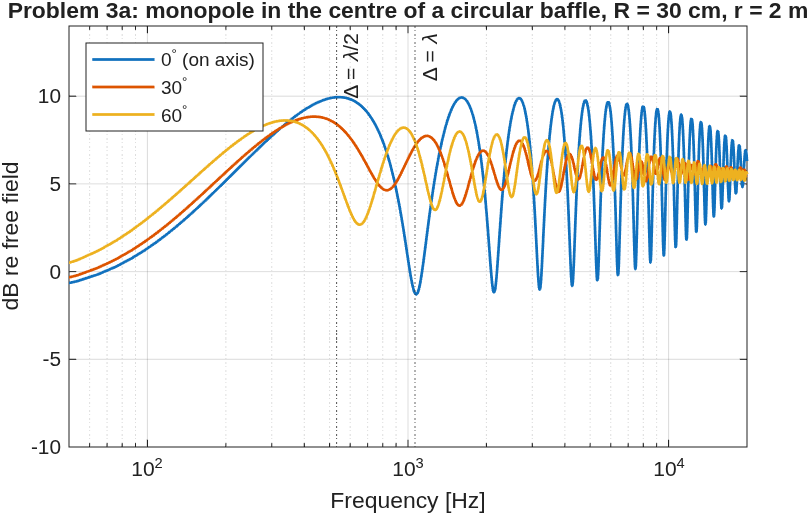 Problem 3a: monopole in the centre of a circular baffle, R = 30 cm, r = 2 m
Δ = λ/2
Δ = λ
0° (on axis)
30°
60°
dB re free field
10
5
0
-5
-10
10²
10³
10⁴
Frequency [Hz]